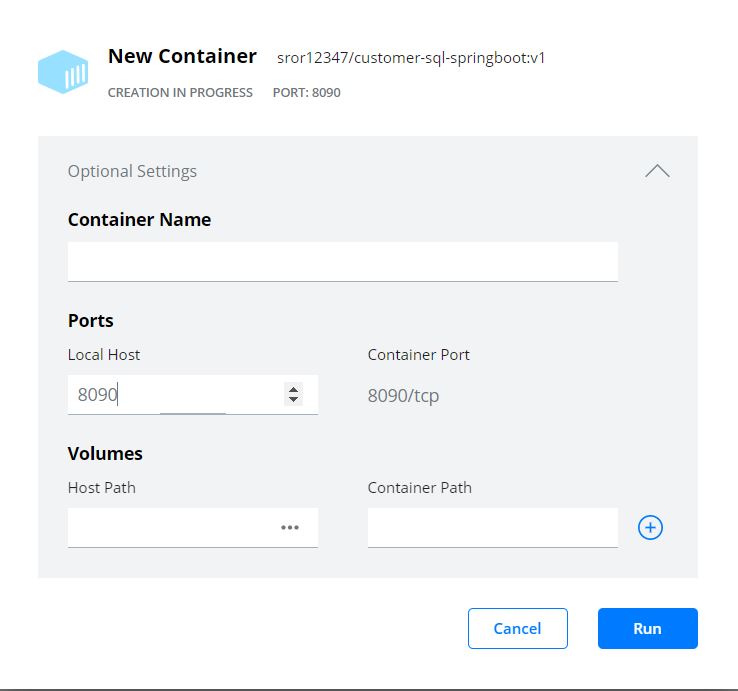 New Container sror12347/customer-sql-springboot:v1
CREATION IN PROGRESS PORT: 8090
Optional Settings
Container Name
Ports
Local Host Container Port
8090 8090/tcp
Volumes
Host Path Container Path
Cancel Run